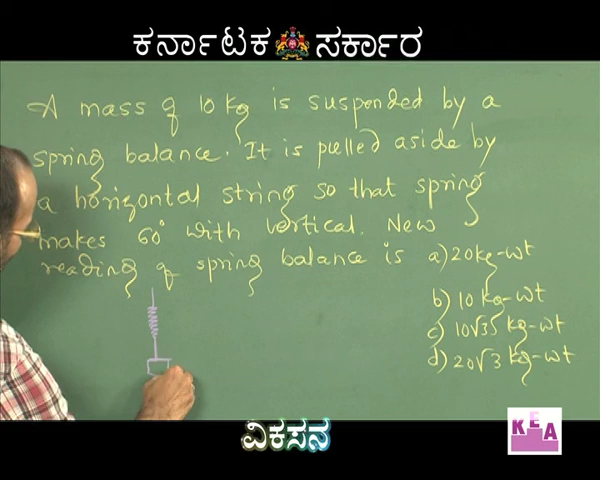 ಕರ್ನಾಟಕ ಸರ್ಕಾರ
A mass of 10 kg is suspended by a
spring balance. It is pulled aside by
a horizontal string so that spring
makes 60° with vertical. New
reading of spring balance is a) 20kg-wt
b) 10 kg-wt
c) 10√3 kg-wt
d) 20√3 kg-wt
ವಿಕಸನ
KEA